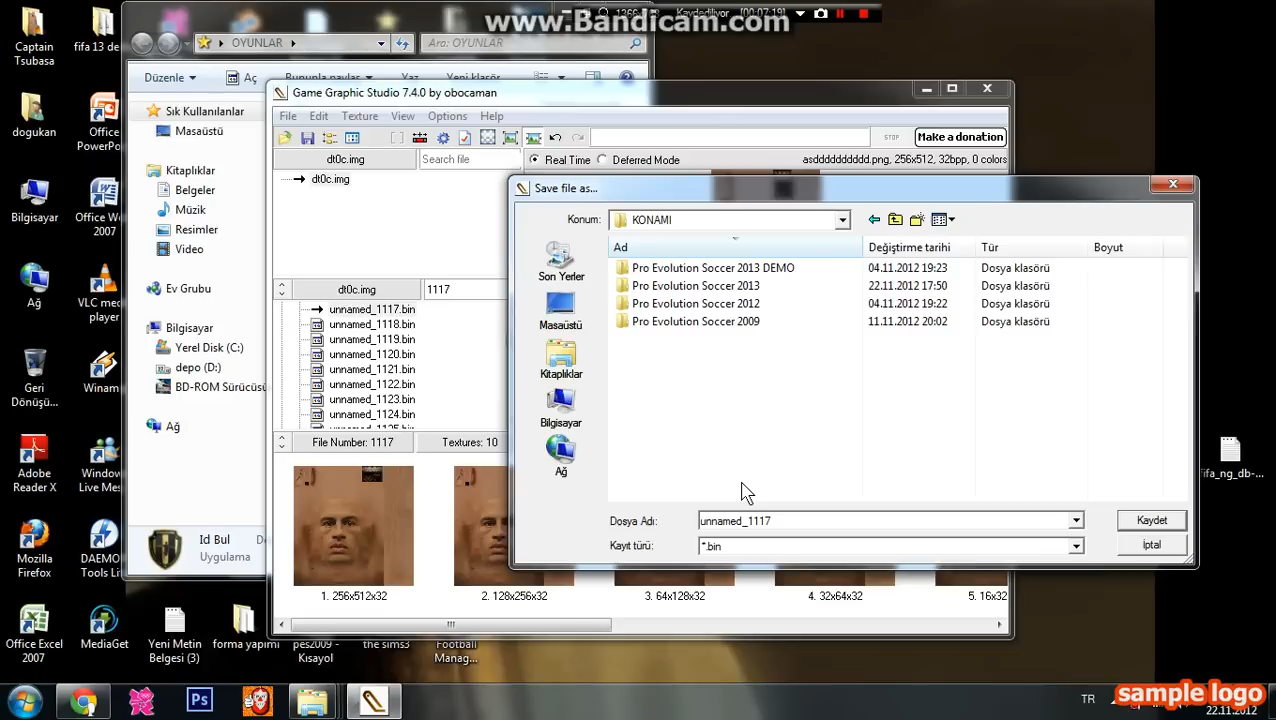 www.Bandicam.com
1366x
Kaydediliyor
[00:07:19]
Captain
Tsubasa
fifa 13 de...
dogukan
Office
PowerPo...
Bilgisayar
Office Wo...
2007
Ağ
VLC med...
player
Geri
Dönüşü...
Winam...
Adobe
Reader X
Window...
Live Mes...
Mozilla
Firefox
DAEMO...
Tools Lit...
Office Excel
2007
MediaGet
Yeni Metin
Belgesi (3)
forma yapımı
pes2009 -
Kısayol
the sims3
Football
Manag...
Fifa_ng_db-...
OYUNLAR
Ara: OYUNLAR
Düzenle
Aç
Bununla paylaş
Yaz
Yeni klasör
Sık Kullanılanlar
Masaüstü
Kitaplıklar
Belgeler
Müzik
Resimler
Video
Ev Grubu
Bilgisayar
Yerel Disk (C:)
depo (D:)
BD-ROM Sürücüsü
Ağ
Id Bul
Uygulama
Game Graphic Studio 7.4.0 by obocaman
File Edit Texture View Options Help
STOP
Make a donation
dt0c.img
Search file
Real Time
Deferred Mode
asdddddddddd.png, 256x512, 32bpp, 0 colors
dt0c.img
dt0c.img
1117
unnamed_1117.bin
unnamed_1118.bin
unnamed_1119.bin
unnamed_1120.bin
unnamed_1121.bin
unnamed_1122.bin
unnamed_1123.bin
unnamed_1124.bin
unnamed_1125.bin
File Number: 1117
Textures: 10
1. 256x512x32
2. 128x256x32
3. 64x128x32
4. 32x64x32
5. 16x32
Save file as...
Konum:
KONAMI
Ad
Değiştirme tarihi
Tür
Boyut
Pro Evolution Soccer 2013 DEMO 04.11.2012 19:23 Dosya klasörü
Pro Evolution Soccer 2013 22.11.2012 17:50 Dosya klasörü
Pro Evolution Soccer 2012 04.11.2012 19:22 Dosya klasörü
Pro Evolution Soccer 2009 11.11.2012 20:02 Dosya klasörü
Son Yerler
Masaüstü
Kitaplıklar
Bilgisayar
Ağ
Dosya Adı:
unnamed_1117
Kaydet
Kayıt türü:
*.bin
İptal
Ps
TR
sample logo
22.11.2012